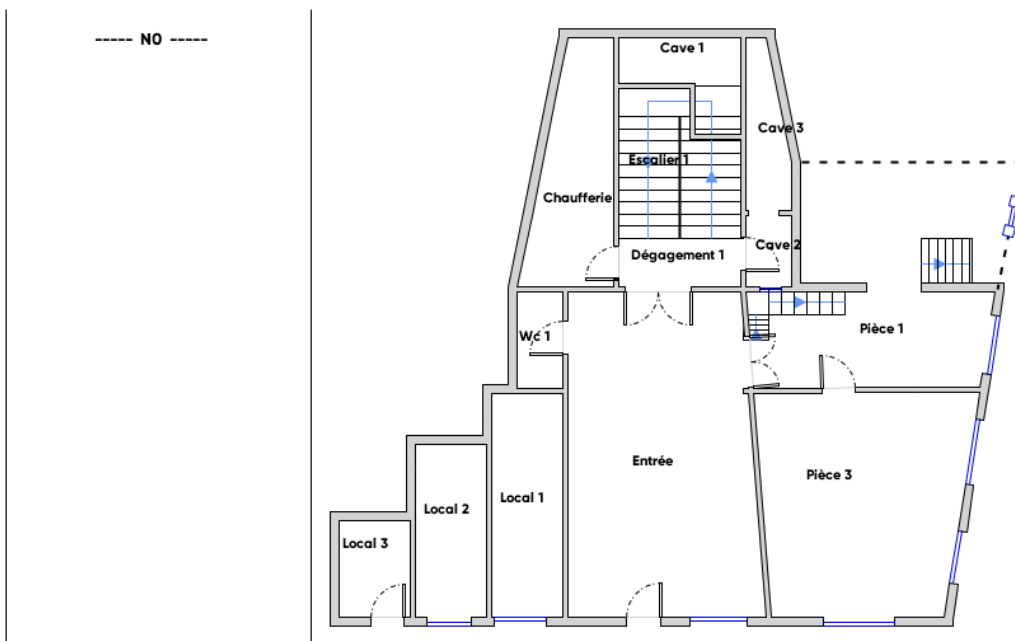 ----- N0 -----
Cave 1
Cave 3
Escalier 1
Chaufferie
Cave 2
Dégagement 1
Pièce 1
Wc 1
Entrée
Pièce 3
Local 1
Local 2
Local 3